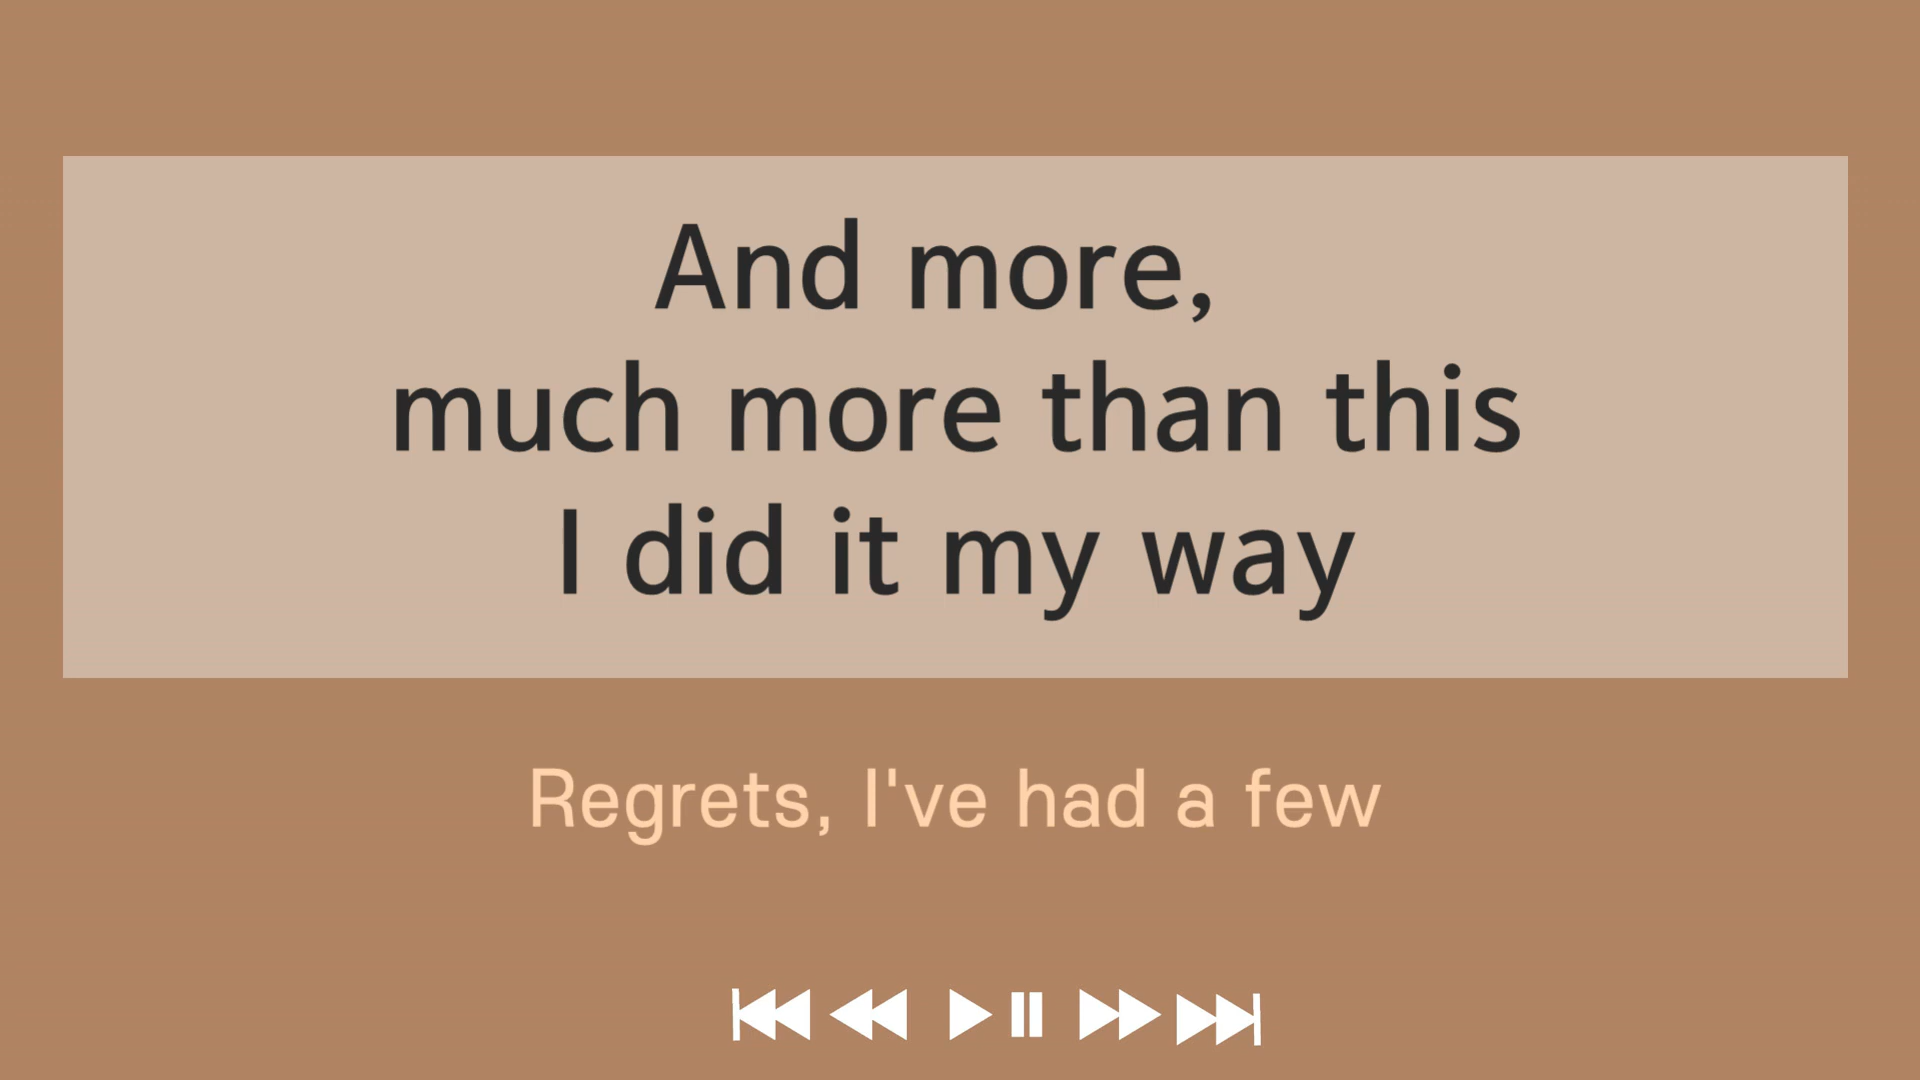 And more,
much more than this
I did it my way
Regrets, I've had a few